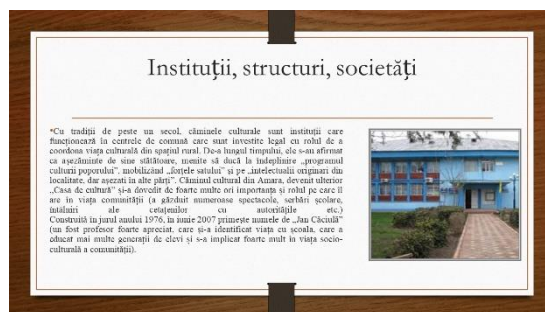 Instituții, structuri, societăți
•Cu tradiții de peste un secol, căminele culturale sunt instituții care
funcționează în centrele de comună care sunt investite legal cu rolul de a
coordona viața culturală din spațiul rural. De-a lungul timpului, ele s-au afirmat
ca așezăminte de sine stătătoare, menite să ducă la îndeplinire „programul
culturii poporului”, mobilizând „forțele satului” și pe „intelectualii originari din
localitate, dar așezați în alte părți”. Căminul cultural din Amara, devenit ulterior
„Casa de cultură” și-a dovedit de foarte multe ori importanța și rolul pe care îl
are în viața comunității (a găzduit numeroase spectacole, serbări școlare,
întâlniri ale cetațenilor cu autoritățile etc.)
Construită în jurul anului 1976, în iunie 2007 primește numele de „Jan Căciulă”
(un fost profesor foarte apreciat, care și-a identificat viața cu școala, care a
educat mai multe generații de elevi și s-a implicat foarte mult în viața socio-
culturală a comunității).